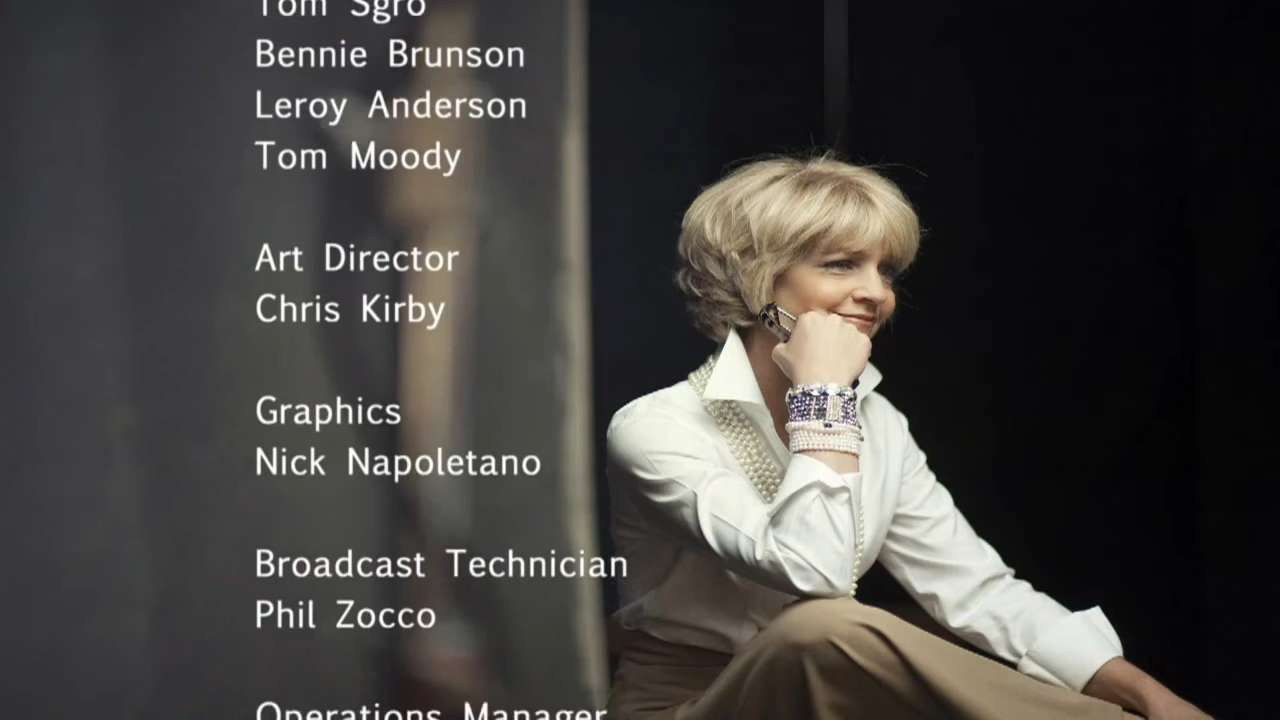 Tom Sgro
Bennie Brunson
Leroy Anderson
Tom Moody
Art Director
Chris Kirby
Graphics
Nick Napoletano
Broadcast Technician
Phil Zocco
Operations Manager